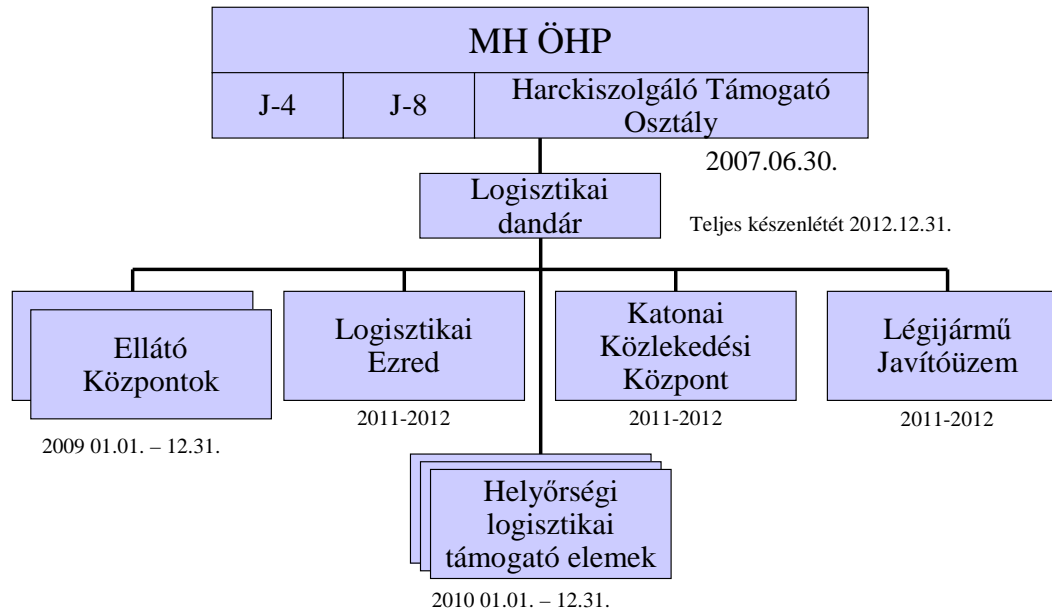 MH ÖHP
J-4
J-8
Harckiszolgáló Támogató
Osztály
2007.06.30.
Logisztikai
dandár
Teljes készenlétét 2012.12.31.
Ellátó
Központok
2009 01.01. – 12.31.
Logisztikai
Ezred
2011-2012
Katonai
Közlekedési
Központ
2011-2012
Légijármű
Javítóüzem
2011-2012
Helyőrségi
logisztikai
támogató elemek
2010 01.01. – 12.31.